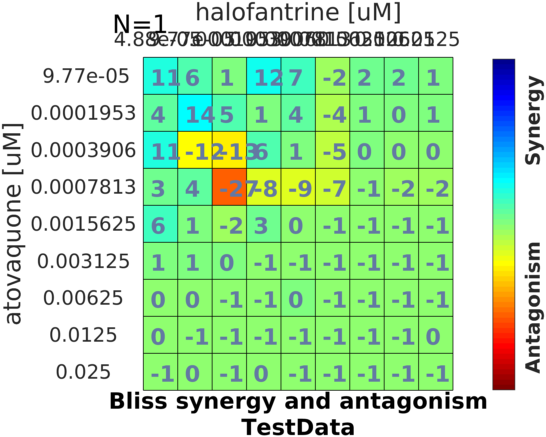 halofantrine [uM]
N=1
9.77e-05 11 6 1 12 7 -2 2 2 1
0.0001953 4 14 5 1 4 -4 1 0 1
0.0003906 11 -12 -13 6 1 -5 0 0 0
0.0007813 3 4 -27 -8 -9 -7 -1 -2 -2
0.0015625 6 1 -2 3 0 -1 -1 -1 -1
0.003125 1 1 0 -1 -1 -1 -1 -1 -1
0.00625 0 0 -1 -1 0 -1 -1 -1 -1
0.0125 0 -1 -1 -1 -1 -1 -1 -1 0
0.025 -1 0 -1 0 -1 -1 -1 -1 -1
atovaquone [uM]
Synergy
Antagonism
Bliss synergy and antagonism
TestData